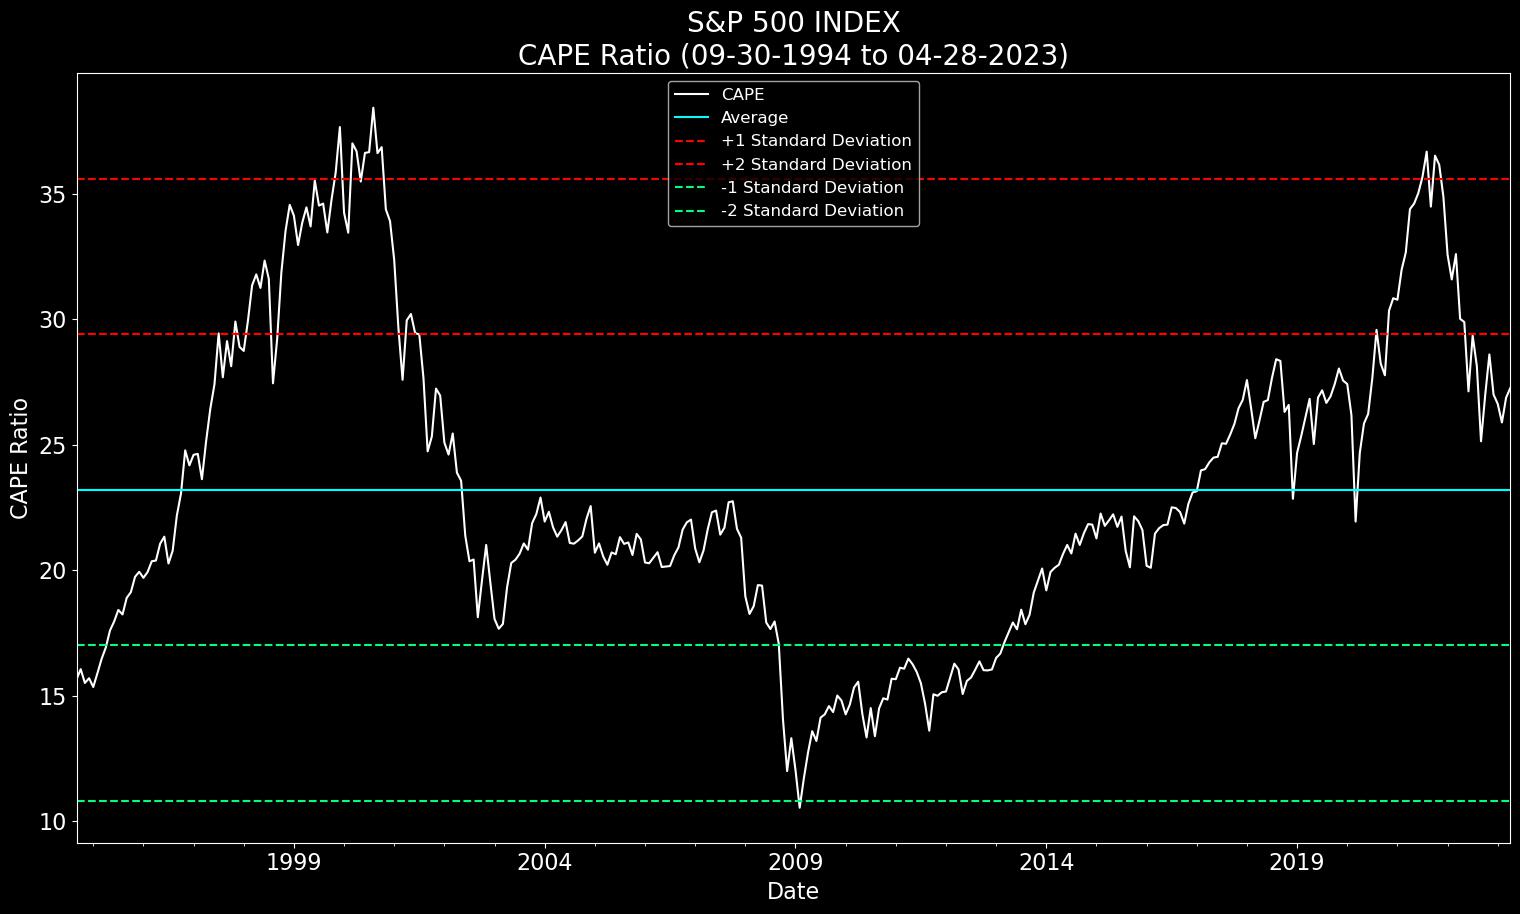 S&P 500 INDEX
CAPE Ratio (09-30-1994 to 04-28-2023)
CAPE
Average
+1 Standard Deviation
+2 Standard Deviation
-1 Standard Deviation
-2 Standard Deviation
CAPE Ratio
35
30
25
20
15
10
1999
2004
2009
2014
2019
Date